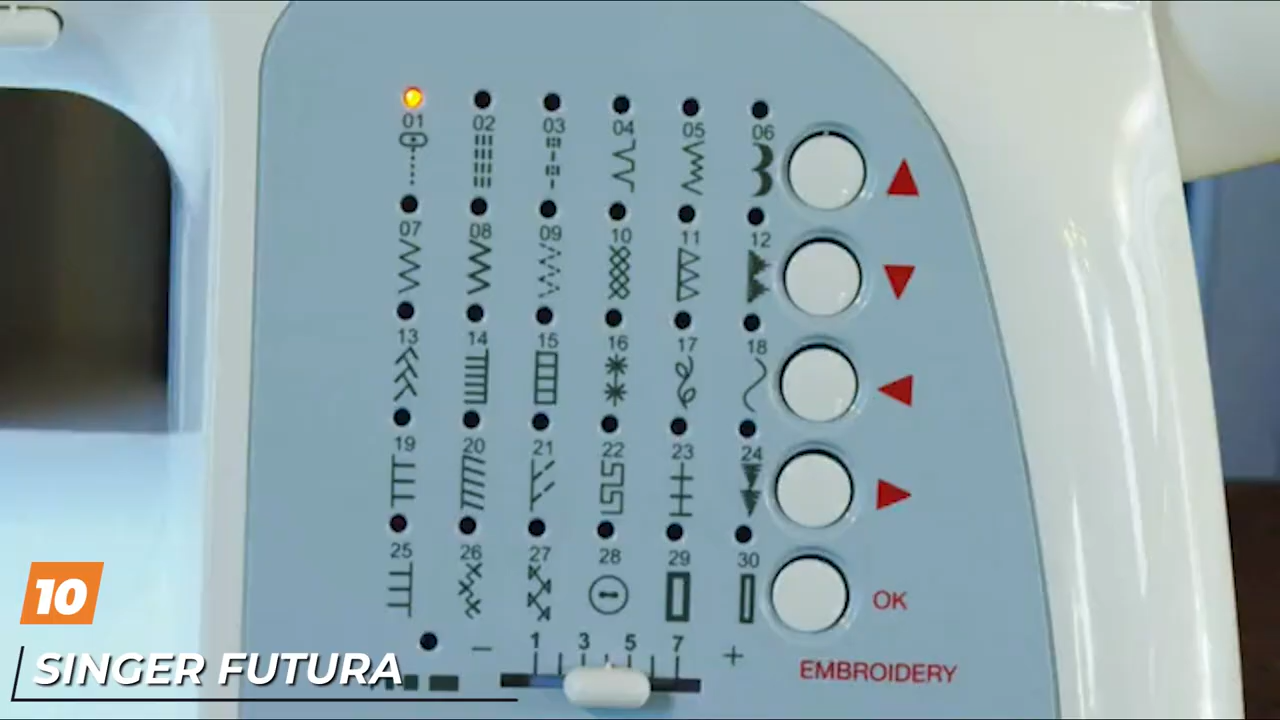 01 02 03 04 05 06
07 08 09 10 11 12
13 14 15 16 17 18
19 20 21 22 23 24
25 26 27 28 29 30
OK
− 1 3 5 7 +
EMBROIDERY
10
SINGER FUTURA